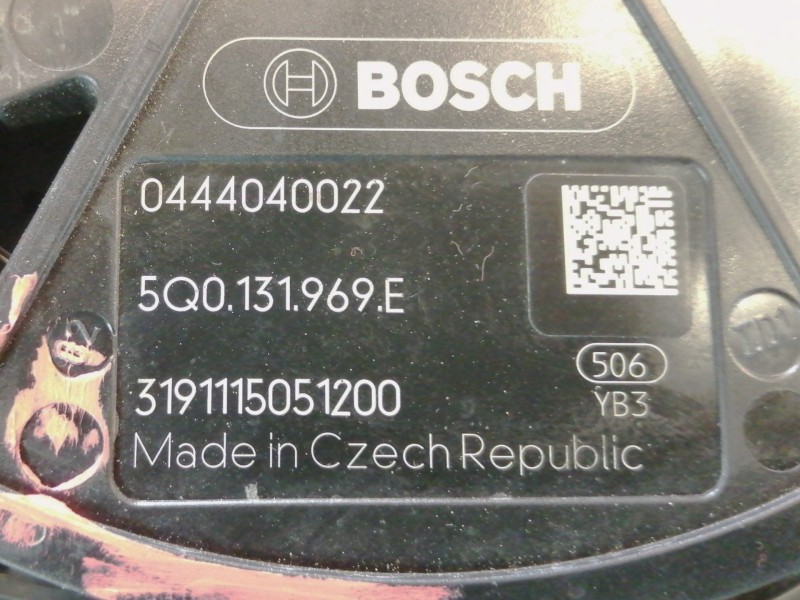 BOSCH
0444040022
5Q0.131.969.E
3191115051200
506
YB3
Made in Czech Republic